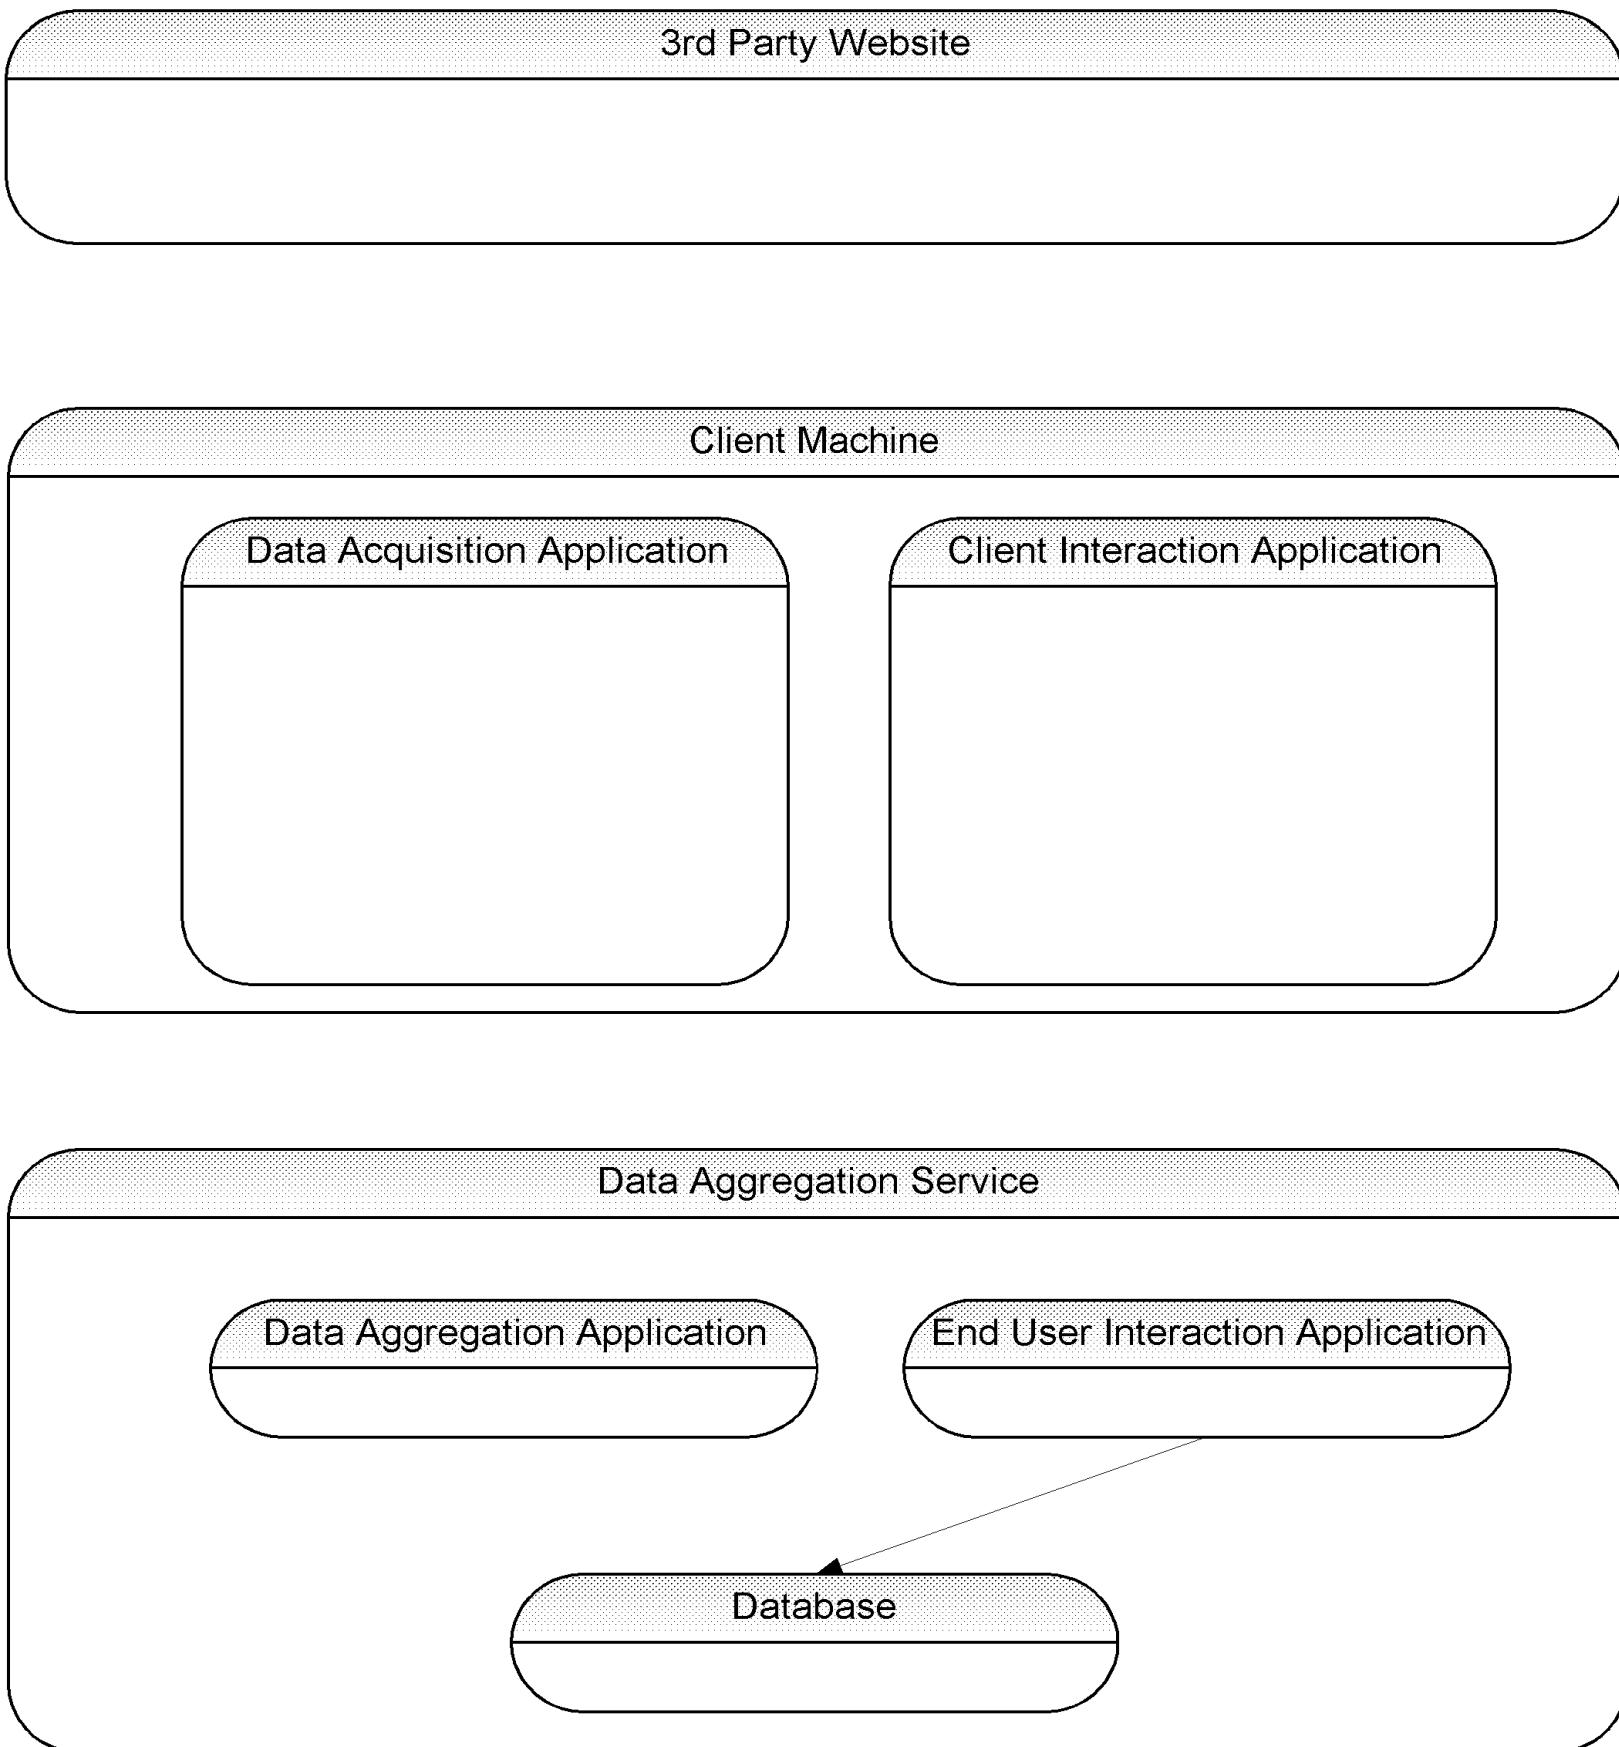 3rd Party Website
Client Machine
Data Acquisition Application
Client Interaction Application
Data Aggregation Service
Data Aggregation Application
End User Interaction Application
Database